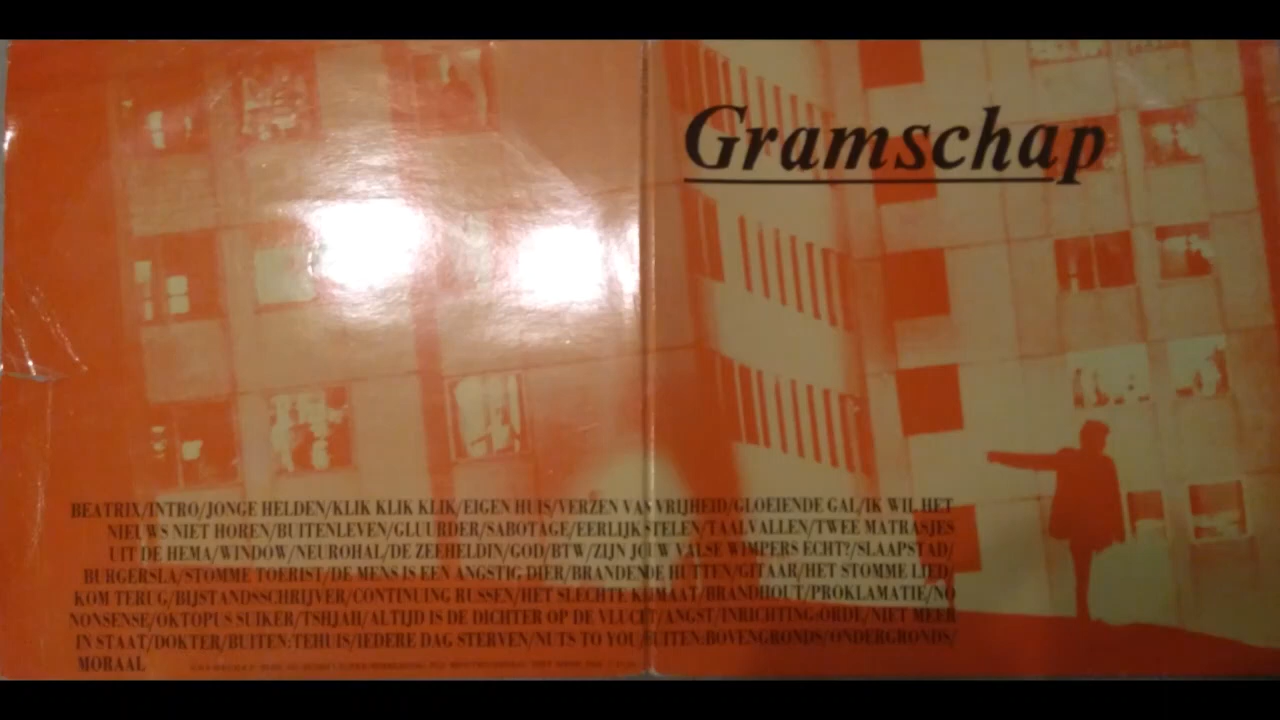 Gramschap
BEATRIX/INTRO/JONGE HELDEN/KLIK KLIK KLIK/EIGEN HUIS/VERZEN VAN VRIJHEID/GLOEIENDE GAL/IK WIL HET
NIEUWS NIET HOREN/BUITENLEVEN/GLUURDER/SABOTAGE/EERLIJK STELEN/TAALVALLEN/TWEE MATRASJES
UIT DE HEMA/WINDOW/NEUROHAL/DE ZEEHELDIN/GOD/BTW/ZIJN JOUW VALSE WIMPERS ECHT?/SLAAPSTAD/
BURGERSLA/STOMME TOERIST/DE MENS IS EEN ANGSTIG DIER/BRANDENDE HUTTEN/GITAAR/HET STOMME LIED/
KOM TERUG/BIJSTANDSSCHRIJVER/CONTINUING RUSSEN/HET SLECHTE KLIMAAT/BRANDHOUT/PROKLAMATIE/NO
NONSENSE/OKTOPUS SUIKER/TSHJAH/ALTIJD IS DE DICHTER OP DE VLUCHT/ANGST/INRICHTING:ORDE/NIET MEER
IN STAAT/DOKTER/BUITEN:TEHUIS/IEDERE DAG STERVEN/NUTS TO YOU/BUITEN:BOVENGRONDS/ONDERGRONDS/
MORAAL